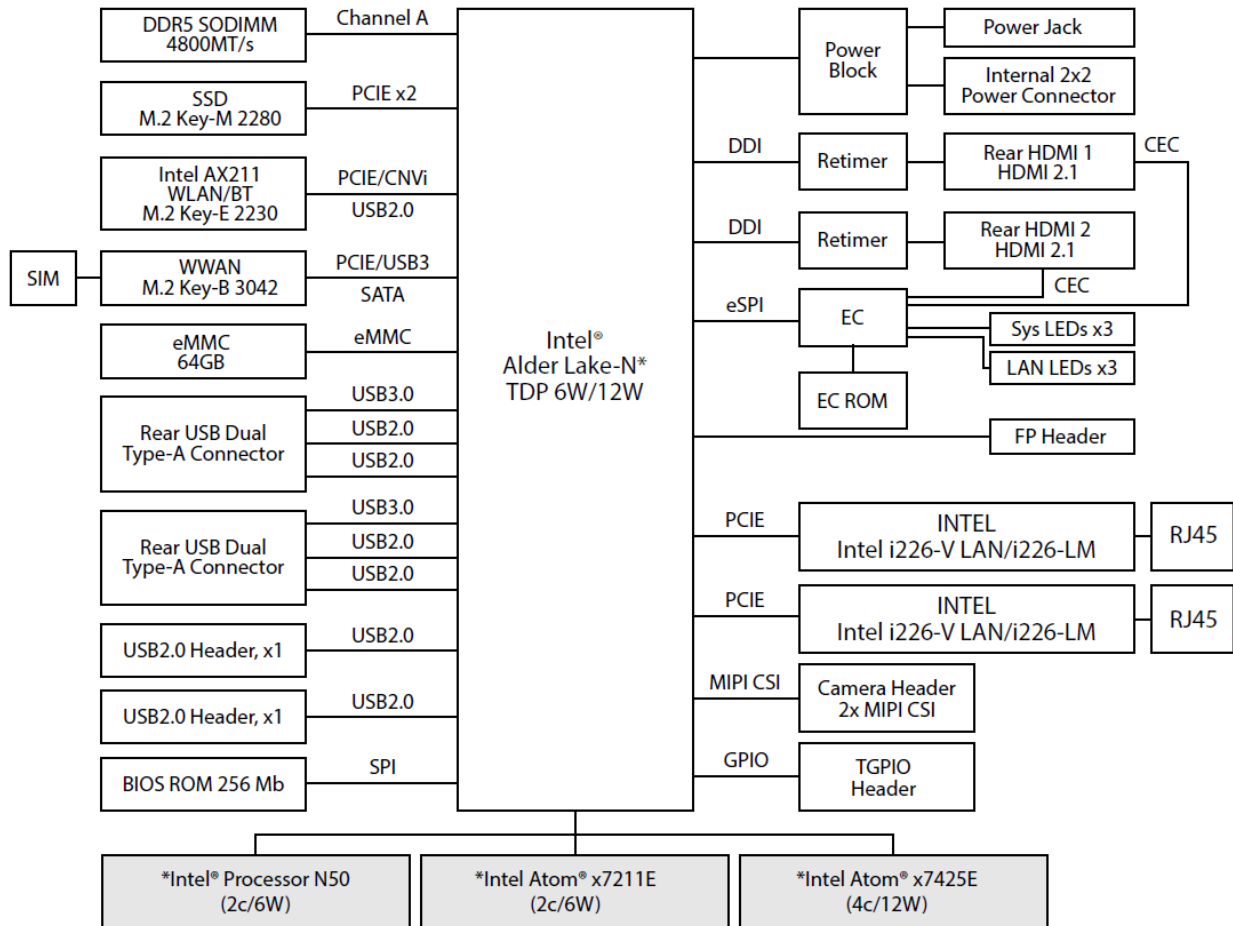 DDR5 SODIMM
4800MT/s
Channel A
SSD
M.2 Key-M 2280
PCIE x2
Intel AX211
WLAN/BT
M.2 Key-E 2230
PCIE/CNVi
USB2.0
SIM
WWAN
M.2 Key-B 3042
PCIE/USB3
SATA
eMMC
64GB
eMMC
Rear USB Dual
Type-A Connector
USB3.0
USB2.0
USB2.0
Rear USB Dual
Type-A Connector
USB3.0
USB2.0
USB2.0
USB2.0 Header, x1
USB2.0
USB2.0 Header, x1
USB2.0
BIOS ROM 256 Mb
SPI
Intel®
Alder Lake-N*
TDP 6W/12W
Power
Block
Power Jack
Internal 2x2
Power Connector
DDI
Retimer
Rear HDMI 1
HDMI 2.1
CEC
DDI
Retimer
Rear HDMI 2
HDMI 2.1
CEC
eSPI
EC
Sys LEDs x3
LAN LEDs x3
EC ROM
FP Header
PCIE
INTEL
Intel i226-V LAN/i226-LM
RJ45
PCIE
INTEL
Intel i226-V LAN/i226-LM
RJ45
MIPI CSI
Camera Header
2x MIPI CSI
GPIO
TGPIO
Header
*Intel® Processor N50
(2c/6W)
*Intel Atom® x7211E
(2c/6W)
*Intel Atom® x7425E
(4c/12W)